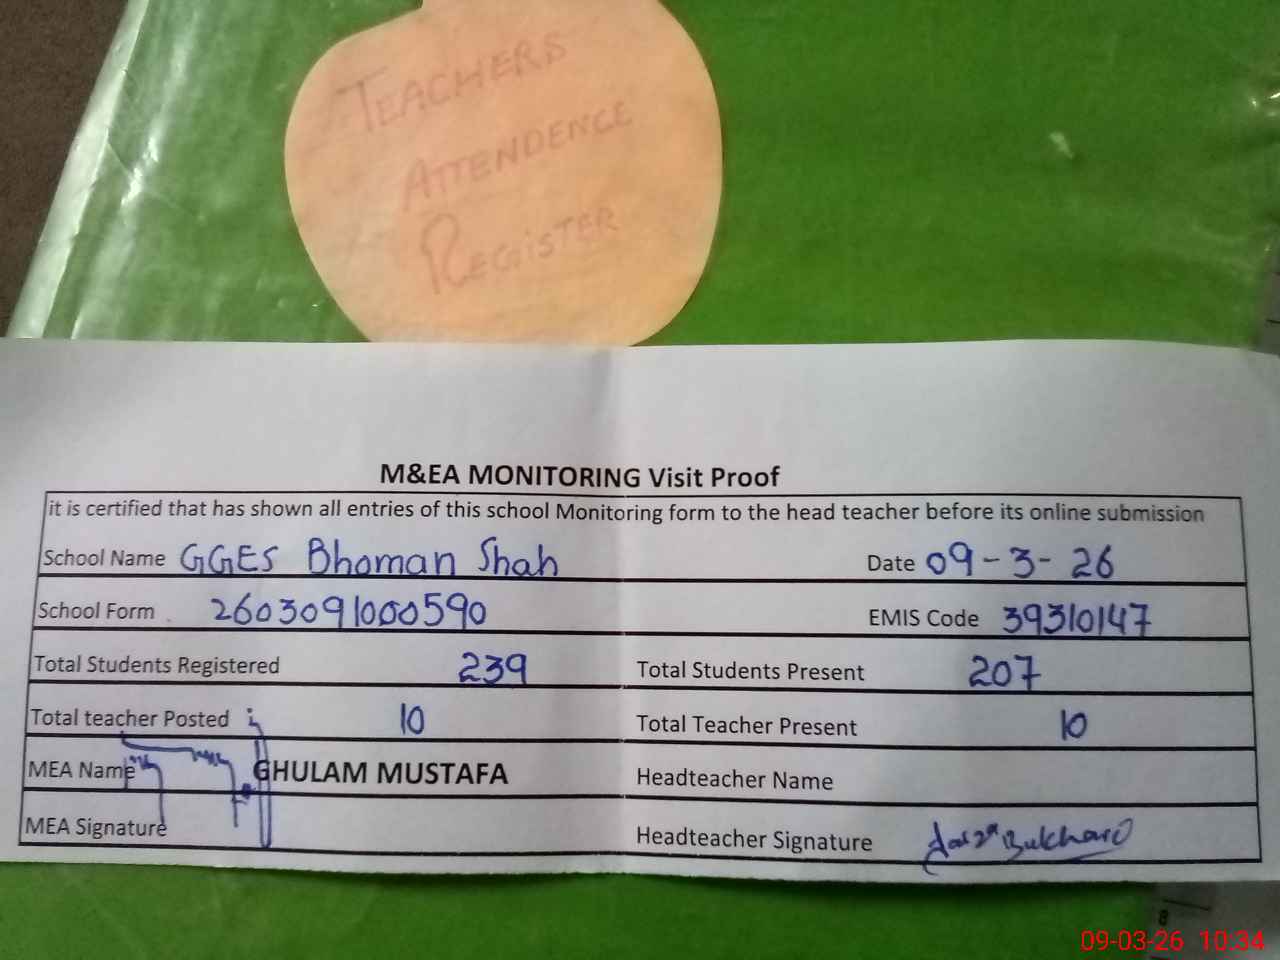 TEACHERS
ATTENDENCE
REGISTER
M&EA MONITORING Visit Proof
it is certified that has shown all entries of this school Monitoring form to the head teacher before its online submission
School Name GGES Bhoman Shah Date 09-3-26
School Form 2603091000590 EMIS Code 39310147
Total Students Registered 239 Total Students Present 207
Total teacher Posted 10 Total Teacher Present 10
MEA Name GHULAM MUSTAFA Headteacher Name
MEA Signature Headteacher Signature Bukhari
8
09-03-26 10:34